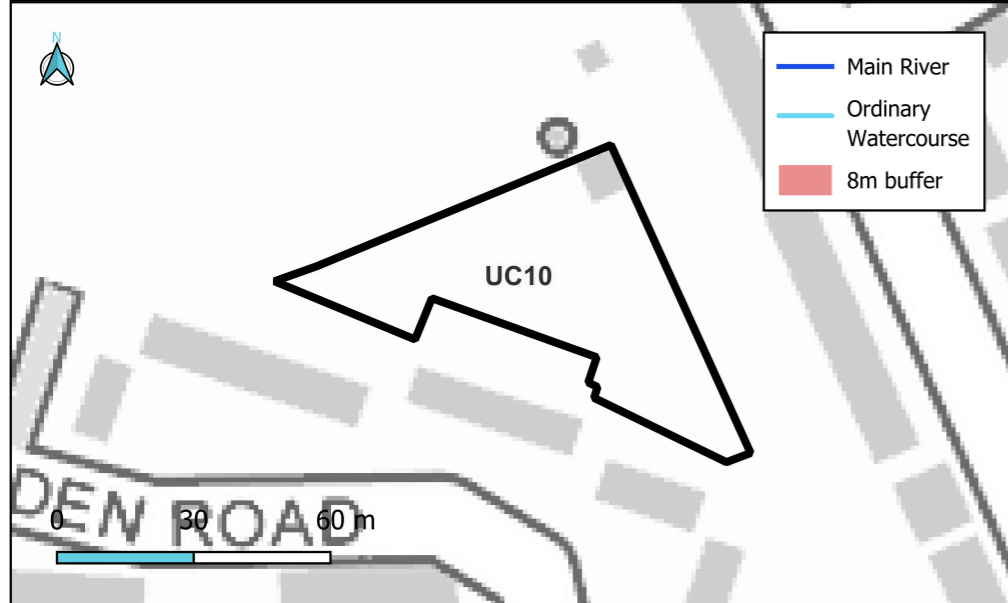 N
Main River
Ordinary
Watercourse
8m buffer
UC10
DEN ROAD
0 30 60 m